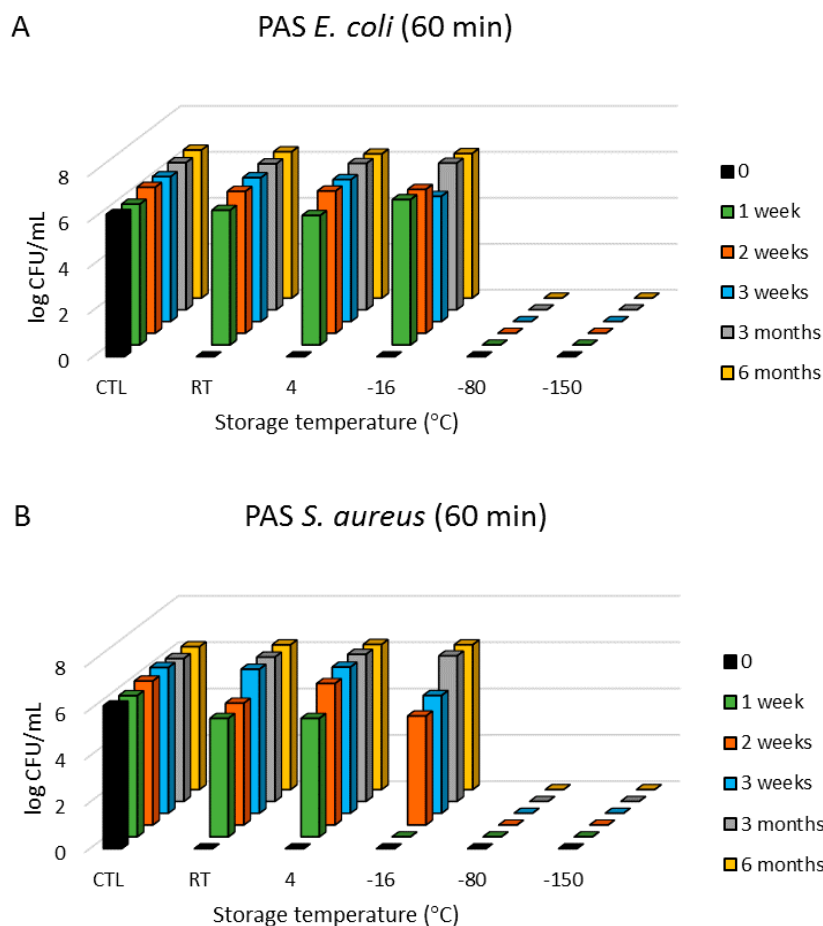 A
PAS E. coli (60 min)
log CFU/mL
8
6
4
2
0
CTL RT 4 -16 -80 -150
Storage temperature (°C)
0
1 week
2 weeks
3 weeks
3 months
6 months
B
PAS S. aureus (60 min)
log CFU/mL
8
6
4
2
0
CTL RT 4 -16 -80 -150
Storage temperature (°C)
0
1 week
2 weeks
3 weeks
3 months
6 months